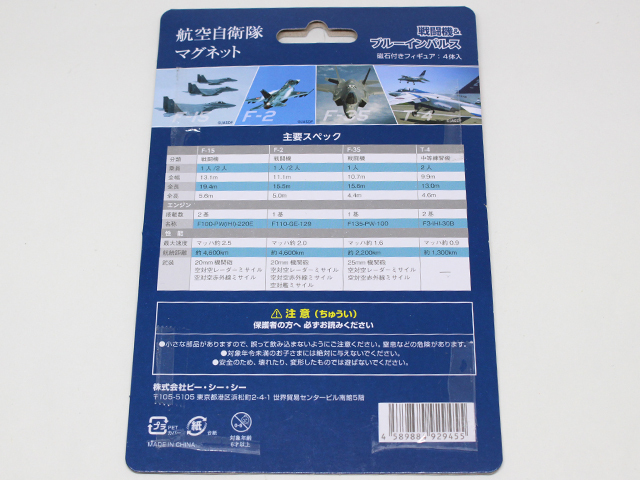 航空自衛隊
マグネット
戦闘機&
ブルーインパルス
磁石付きフィギュア:4体入
F-15 F-2 F-35 T-4
主要スペック
F-15 F-2 F-35 T-4
分類 戦闘機 戦闘機 戦闘機 中等練習機
乗員 1人/2人 1人/2人 1人 2人
全幅 13.1m 11.1m 10.7m 9.9m
全長 19.4m 15.5m 15.6m 13.0m
全高 5.6m 5.0m 4.4m 4.6m
エンジン
搭載数 2基 1基 1基 2基
名称 F100-PW(IHI)-220E F110-GE-129 F135-PW-100 F3-IHI-30B
性能
最大速度 マッハ約2.5 マッハ約2.0 マッハ約1.6 マッハ約0.9
航続距離 約4,600km 約4,600km 約2,200km 約1,300km
武装 20mm機関砲 20mm機関砲 25mm機関砲 ―
空対空レーダーミサイル 空対空レーダーミサイル 空対空レーダーミサイル
空対空赤外線ミサイル 空対空赤外線ミサイル 空対空赤外線ミサイル
空対艦ミサイル
注意(ちゅうい)
保護者の方へ 必ずお読みください
●小さな部品がありますので、誤って飲み込まないようにご注意ください。窒息などの危険があります。
●対象年令未満のお子さまには絶対に与えないでください。
●安全のため、壊れたり、変形したものでは遊ばないでください。
株式会社ピー・シー・シー
〒105-5105 東京都港区浜松町2-4-1 世界貿易センタービル南館5階
プラ PET
カバー
紙 台紙
対象年齢
6才以上
MADE IN CHINA
4 589888 929455